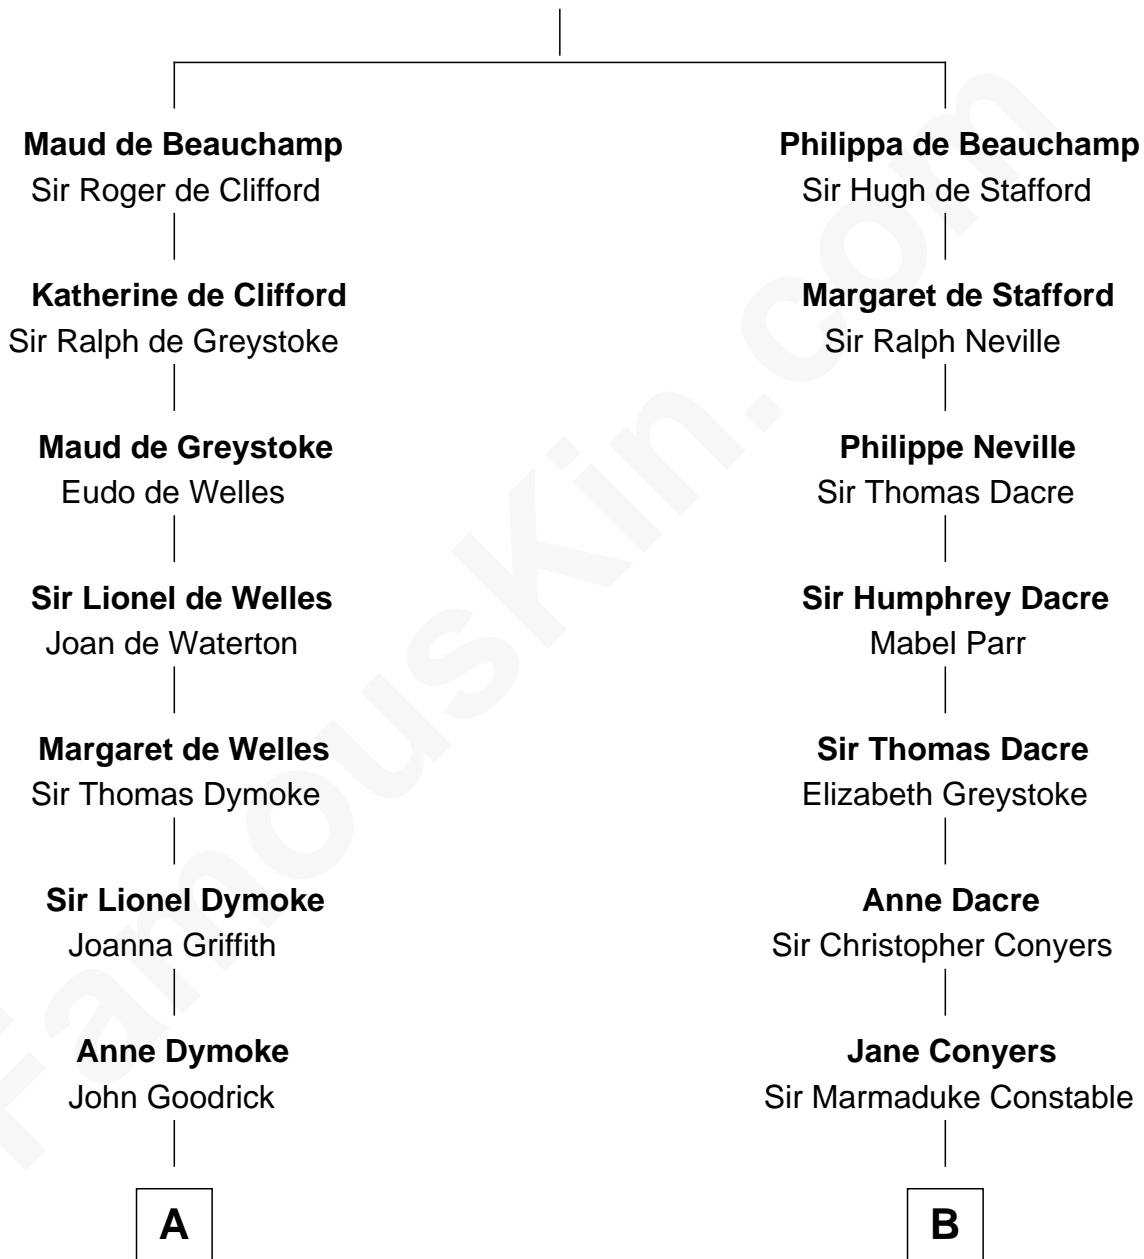 Maud de Beauchamp
Sir Roger de Clifford
Katherine de Clifford
Sir Ralph de Greystoke
Maud de Greystoke
Eudo de Welles
Sir Lionel de Welles
Joan de Waterton
Margaret de Welles
Sir Thomas Dymoke
Sir Lionel Dymoke
Joanna Griffith
Anne Dymoke
John Goodrick
A
Philippa de Beauchamp
Sir Hugh de Stafford
Margaret de Stafford
Sir Ralph Neville
Philippe Neville
Sir Thomas Dacre
Sir Humphrey Dacre
Mabel Parr
Sir Thomas Dacre
Elizabeth Greystoke
Anne Dacre
Sir Christopher Conyers
Jane Conyers
Sir Marmaduke Constable
B
FamousKin.com